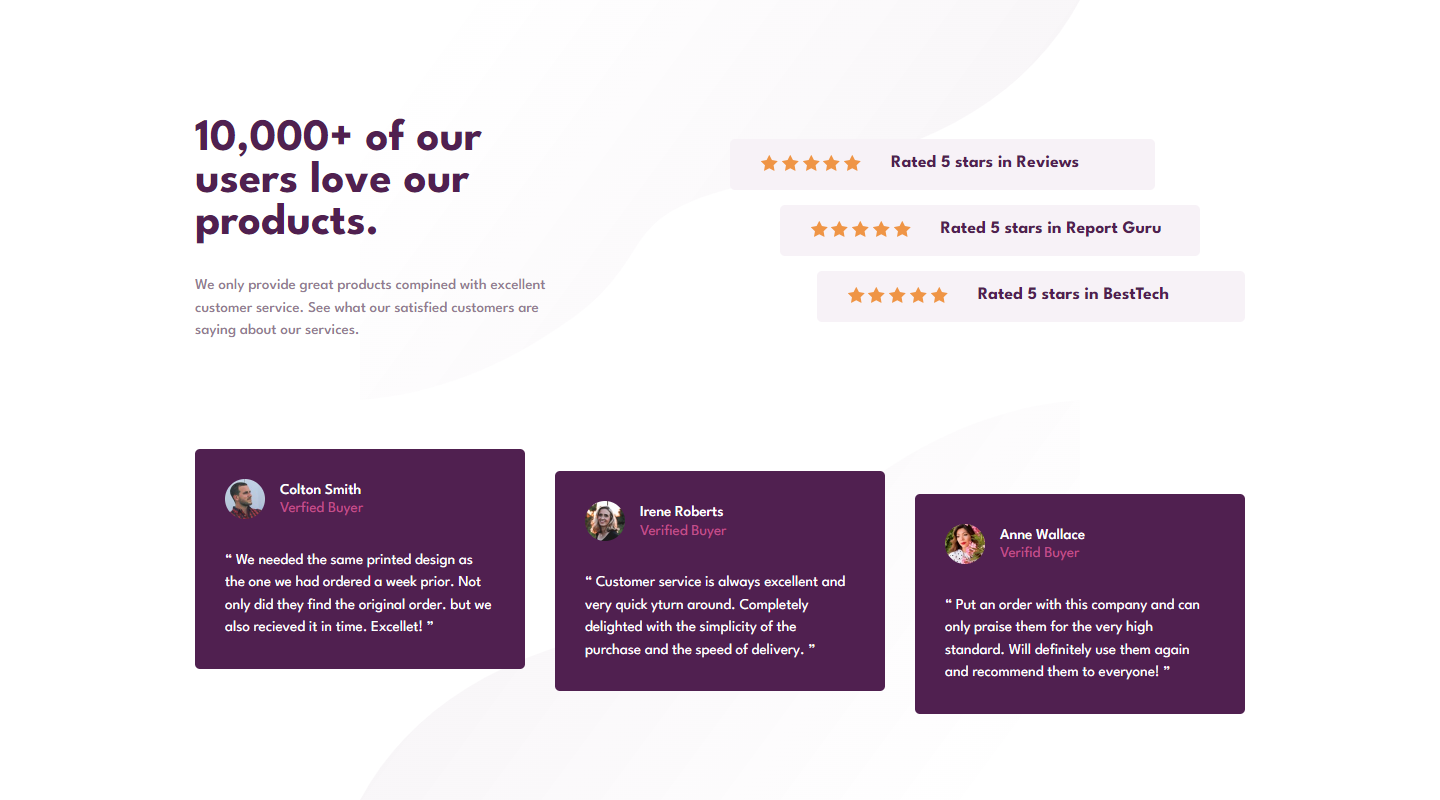 10,000+ of our
users love our
products.
We only provide great products compined with excellent
customer service. See what our satisfied customers are
saying about our services.
Rated 5 stars in Reviews
Rated 5 stars in Report Guru
Rated 5 stars in BestTech
Colton Smith
Verfied Buyer
“ We needed the same printed design as
the one we had ordered a week prior. Not
only did they find the original order. but we
also recieved it in time. Excellet! ”
Irene Roberts
Verified Buyer
“ Customer service is always excellent and
very quick yturn around. Completely
delighted with the simplicity of the
purchase and the speed of delivery. ”
Anne Wallace
Verifid Buyer
“ Put an order with this company and can
only praise them for the very high
standard. Will definitely use them again
and recommend them to everyone! ”